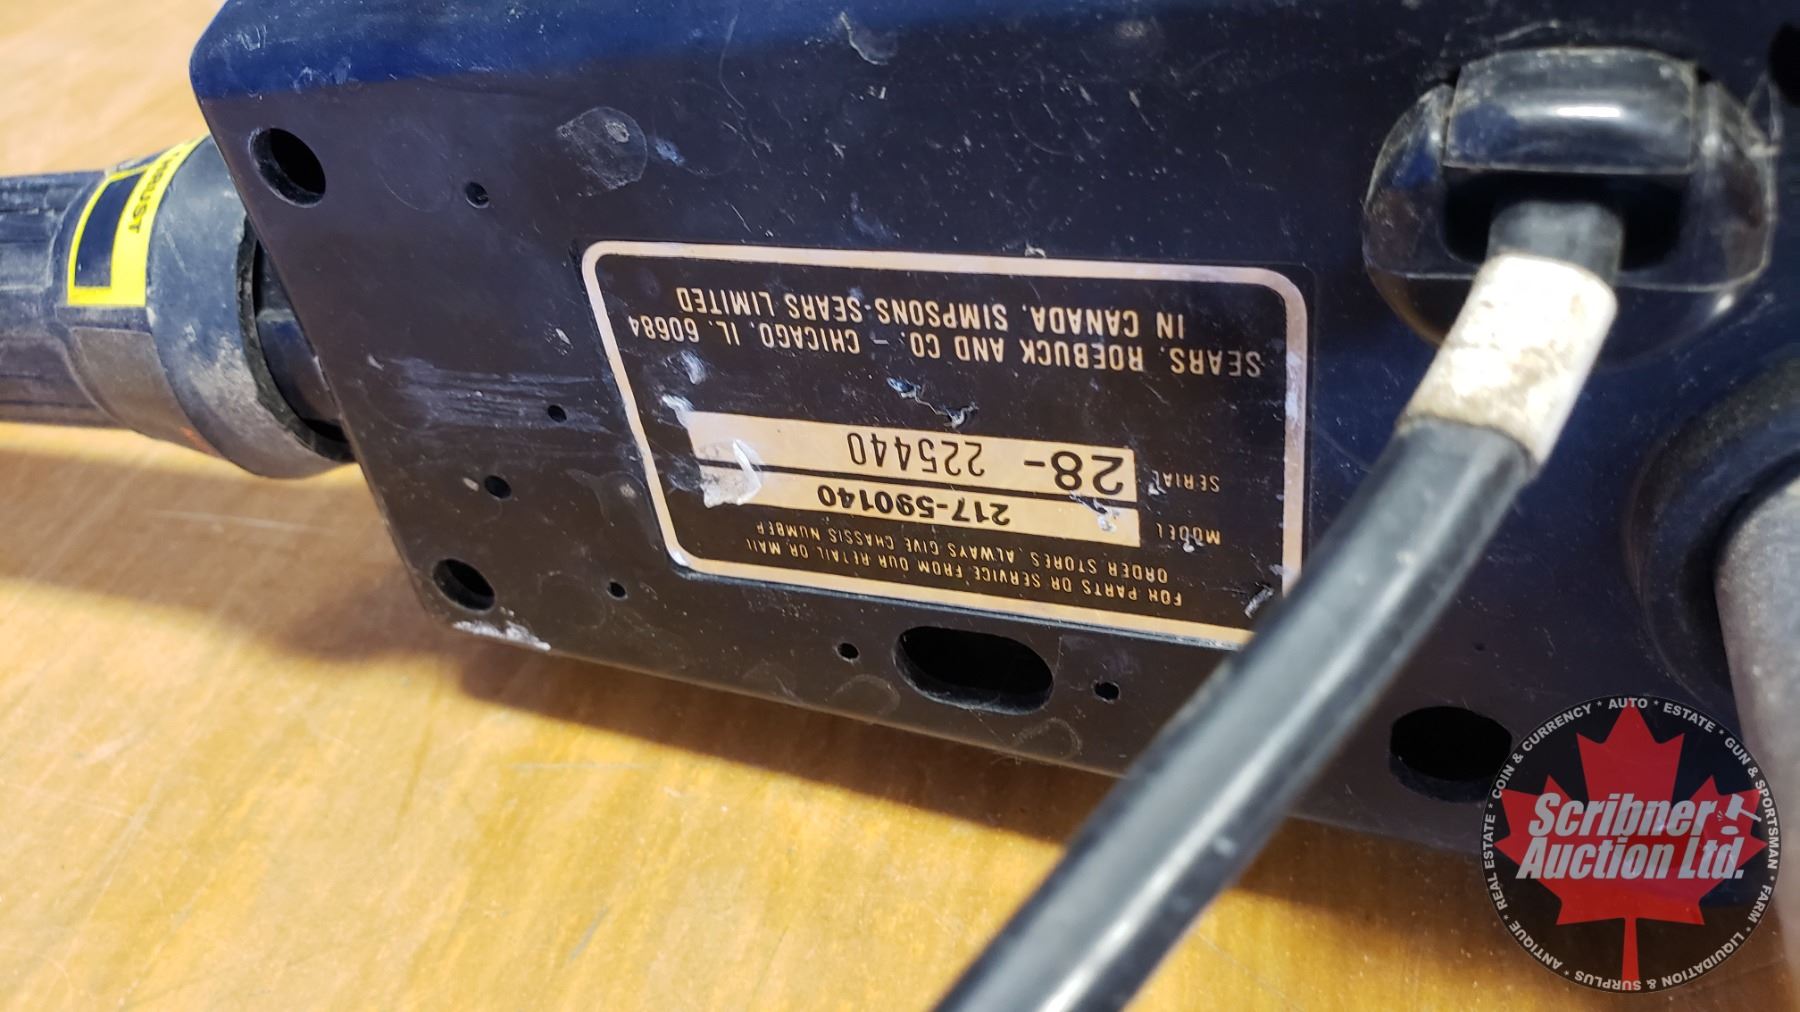 FOR PARTS OR SERVICE FROM OUR RETAIL OR MAIL
ORDER STORES, ALWAYS GIVE CHASSIS NUMBER
MODEL 217-590140
SERIAL 28- 225440
SEARS, ROEBUCK AND CO. - CHICAGO, IL. 60684
IN CANADA, SIMPSONS-SEARS LIMITED
THRUST
Scribner
Auction Ltd.
ANTIQUE * REAL ESTATE * COIN & CURRENCY * AUTO * ESTATE * GUN & SPORTSMAN * FARM * LIQUIDATION & SURPLUS *